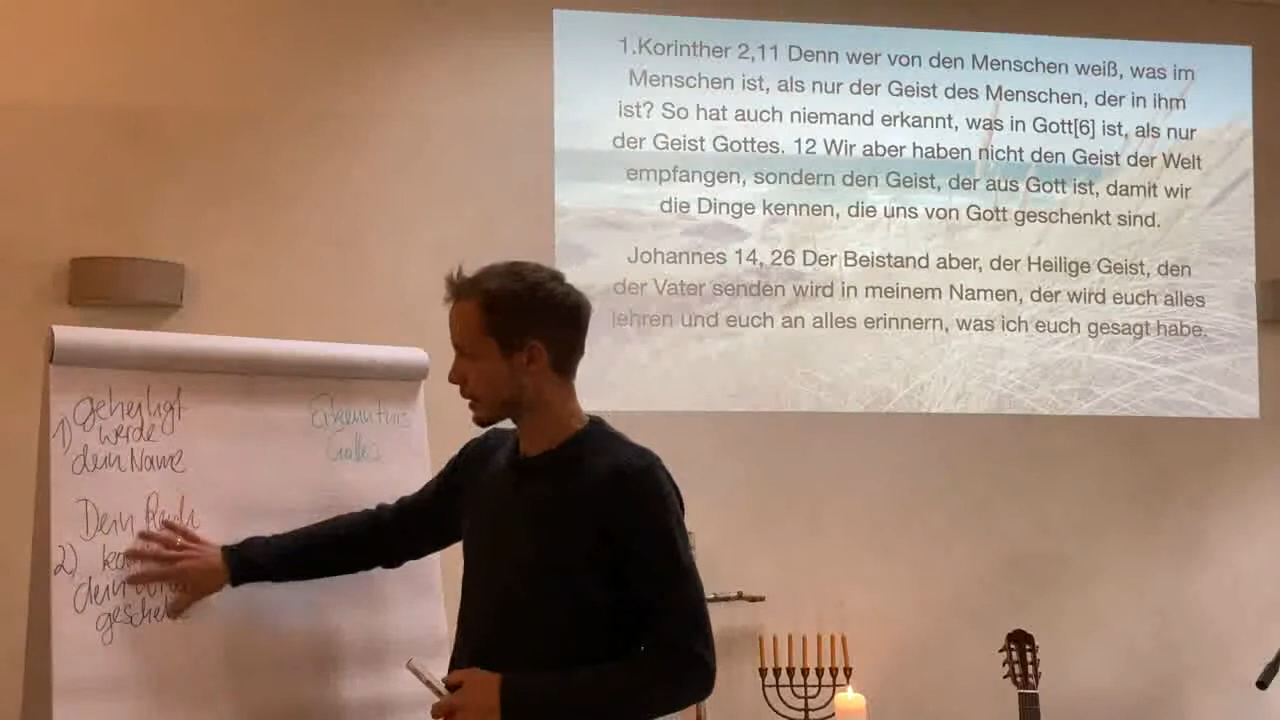 1.Korinther 2,11 Denn wer von den Menschen weiß, was im
Menschen ist, als nur der Geist des Menschen, der in ihm
ist? So hat auch niemand erkannt, was in Gott[6] ist, als nur
der Geist Gottes. 12 Wir aber haben nicht den Geist der Welt
empfangen, sondern den Geist, der aus Gott ist, damit wir
die Dinge kennen, die uns von Gott geschenkt sind.
Johannes 14, 26 Der Beistand aber, der Heilige Geist, den
der Vater senden wird in meinem Namen, der wird euch alles
lehren und euch an alles erinnern, was ich euch gesagt habe.
geheiligt
1) werde
dein Name
Dein Reich
2)
dein
Erkenntnis
Gottes